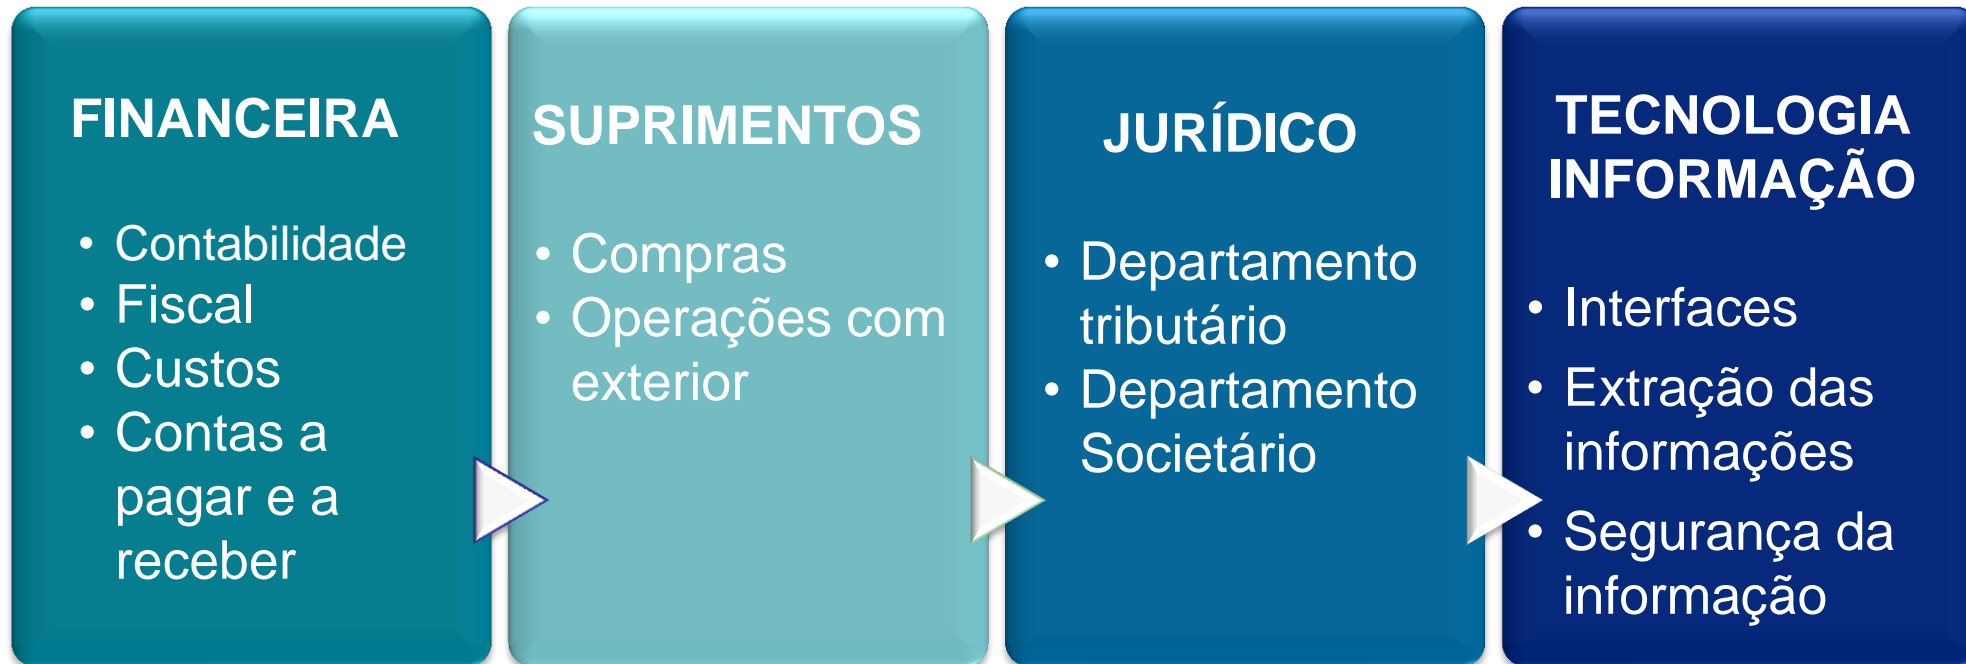 FINANCEIRA
• Contabilidade
• Fiscal
• Custos
• Contas a
pagar e a
receber
SUPRIMENTOS
• Compras
• Operações com
exterior
JURÍDICO
• Departamento
tributário
• Departamento
Societário
TECNOLOGIA
INFORMAÇÃO
• Interfaces
• Extração das
informações
• Segurança da
informação